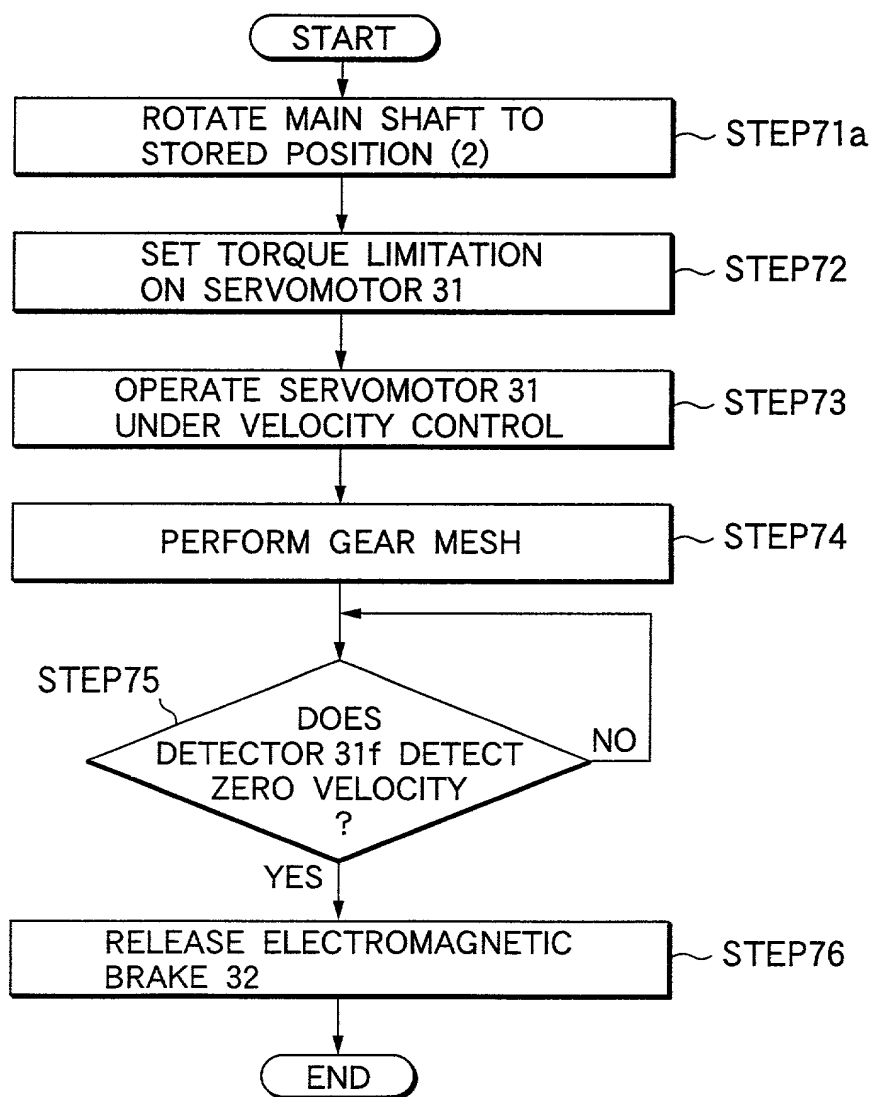 START
ROTATE MAIN SHAFT TO
STORED POSITION (2)
STEP71a
SET TORQUE LIMITATION
ON SERVOMOTOR 31
STEP72
OPERATE SERVOMOTOR 31
UNDER VELOCITY CONTROL
STEP73
PERFORM GEAR MESH
STEP74
STEP75
DOES
DETECTOR 31f DETECT
ZERO VELOCITY
?
NO
YES
RELEASE ELECTROMAGNETIC
BRAKE 32
STEP76
END